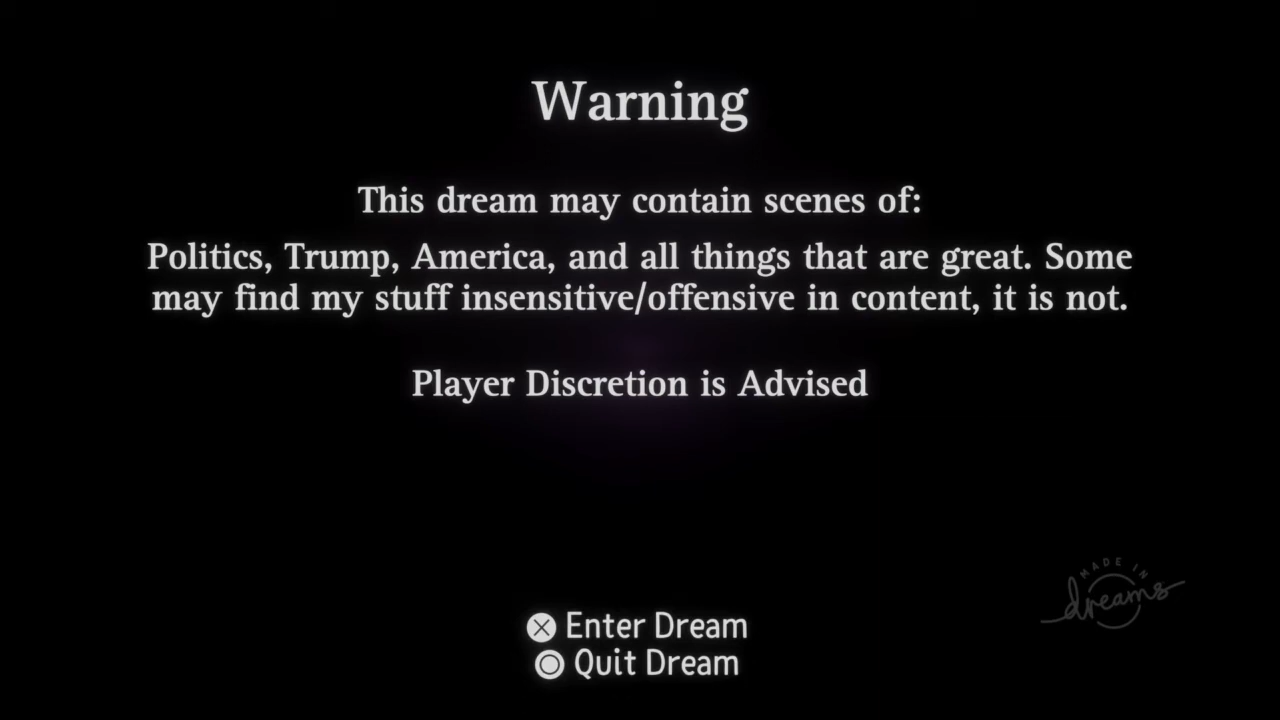 Warning
This dream may contain scenes of:
Politics, Trump, America, and all things that are great. Some
may find my stuff insensitive/offensive in content, it is not.
Player Discretion is Advised
MADE IN
dreams
Enter Dream
Quit Dream